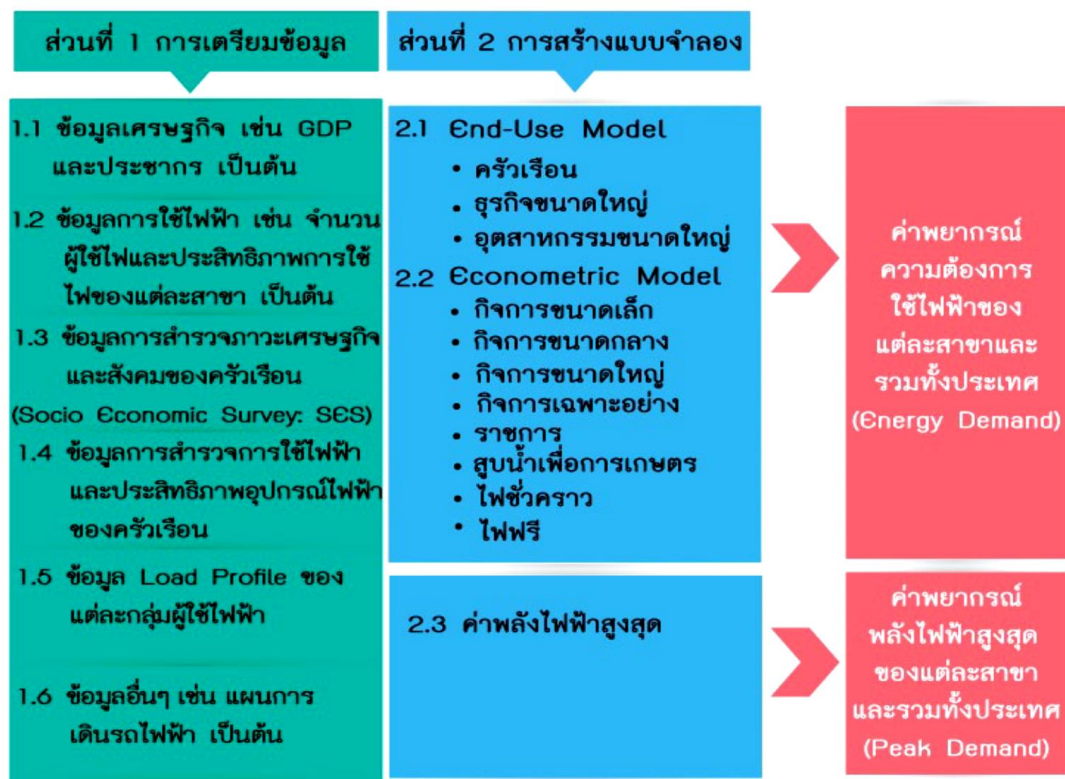 ส่วนที่ 1 การเตรียมข้อมูล
1.1 ข้อมูลเศรษฐกิจ เช่น GDP
และประชากร เป็นต้น
1.2 ข้อมูลการใช้ไฟฟ้า เช่น จำนวน
ผู้ใช้ไฟและประสิทธิภาพการใช้
ไฟของแต่ละสาขา เป็นต้น
1.3 ข้อมูลการสำรวจภาวะเศรษฐกิจ
และสังคมของครัวเรือน
(Socio Economic Survey: SES)
1.4 ข้อมูลการสำรวจการใช้ไฟฟ้า
และประสิทธิภาพอุปกรณ์ไฟฟ้า
ของครัวเรือน
1.5 ข้อมูล Load Profile ของ
แต่ละกลุ่มผู้ใช้ไฟฟ้า
1.6 ข้อมูลอื่นๆ เช่น แผนการ
เดินรถไฟฟ้า เป็นต้น
ส่วนที่ 2 การสร้างแบบจำลอง
2.1 End-Use Model
• ครัวเรือน
• ธุรกิจขนาดใหญ่
• อุตสาหกรรมขนาดใหญ่
2.2 Econometric Model
• กิจการขนาดเล็ก
• กิจการขนาดกลาง
• กิจการขนาดใหญ่
• กิจการเฉพาะอย่าง
• ราชการ
• สูบน้ำเพื่อการเกษตร
• ไฟชั่วคราว
• ไฟฟรี
2.3 ค่าพลังไฟฟ้าสูงสุด
ค่าพยากรณ์
ความต้องการ
ใช้ไฟฟ้าของ
แต่ละสาขาและ
รวมทั้งประเทศ
(Energy Demand)
ค่าพยากรณ์
พลังไฟฟ้าสูงสุด
ของแต่ละสาขา
และรวมทั้งประเทศ
(Peak Demand)